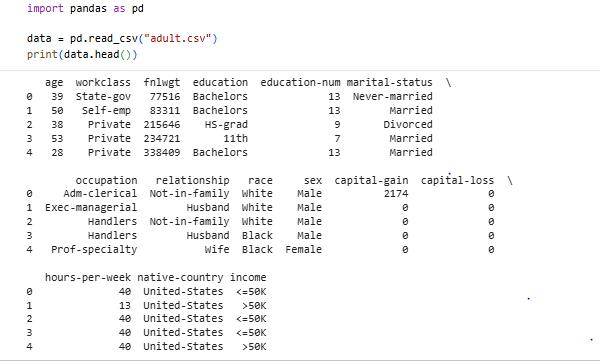 import pandas as pd
data = pd.read_csv("adult.csv")
print(data.head())
age workclass fnlwgt education education-num marital-status \
0 39 State-gov 77516 Bachelors 13 Never-married
1 50 Self-emp 83311 Bachelors 13 Married
2 38 Private 215646 HS-grad 9 Divorced
3 53 Private 234721 11th 7 Married
4 28 Private 338409 Bachelors 13 Married
occupation relationship race sex capital-gain capital-loss \
0 Adm-clerical Not-in-family White Male 2174 0
1 Exec-managerial Husband White Male 0 0
2 Handlers Not-in-family White Male 0 0
3 Handlers Husband Black Male 0 0
4 Prof-specialty Wife Black Female 0 0
hours-per-week native-country income
0 40 United-States <=50K
1 13 United-States >50K
2 40 United-States <=50K
3 40 United-States <=50K
4 40 United-States >50K